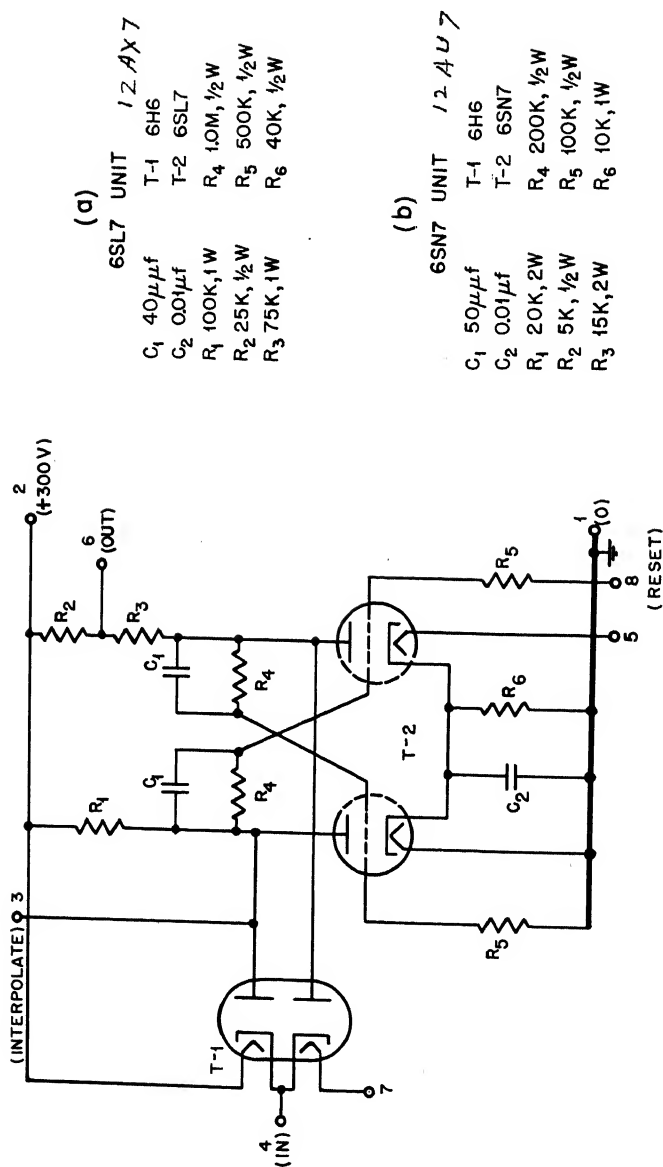 (INTERPOLATE) 3
2
(+300V)
6
(OUT)
R₁
R₂
R₃
C₁
C₁
R₄
R₄
T-1
4
(IN)
7
T-2
R₅
C₂
R₆
R₅
5
8
(RESET)
1
(0)
(a)
6SL7 UNIT 12AX7
C₁ 40μμf T-1 6H6
C₂ 0.01μf T-2 6SL7
R₁ 100K, 1W R₄ 1.0M, ½W
R₂ 25K, ½W R₅ 500K, ½W
R₃ 75K, 1W R₆ 40K, ½W
(b)
6SN7 UNIT 12AU7
C₁ 50μμf T-1 6H6
C₂ 0.01μf T-2 6SN7
R₁ 20K, 2W R₄ 200K, ½W
R₂ 5K, ½W R₅ 100K, ½W
R₃ 15K, 2W R₆ 10K, 1W